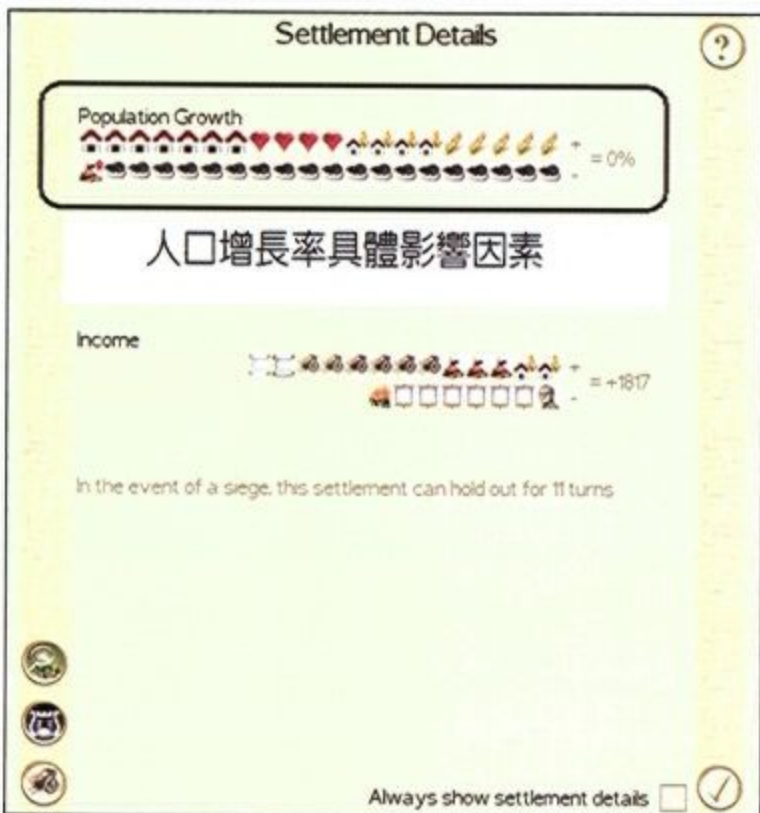 Settlement Details
?
Population Growth
+
= 0%
-
人口增長率具體影響因素
Income
+
= +1817
-
In the event of a siege, this settlement can hold out for 11 turns
Always show settlement details